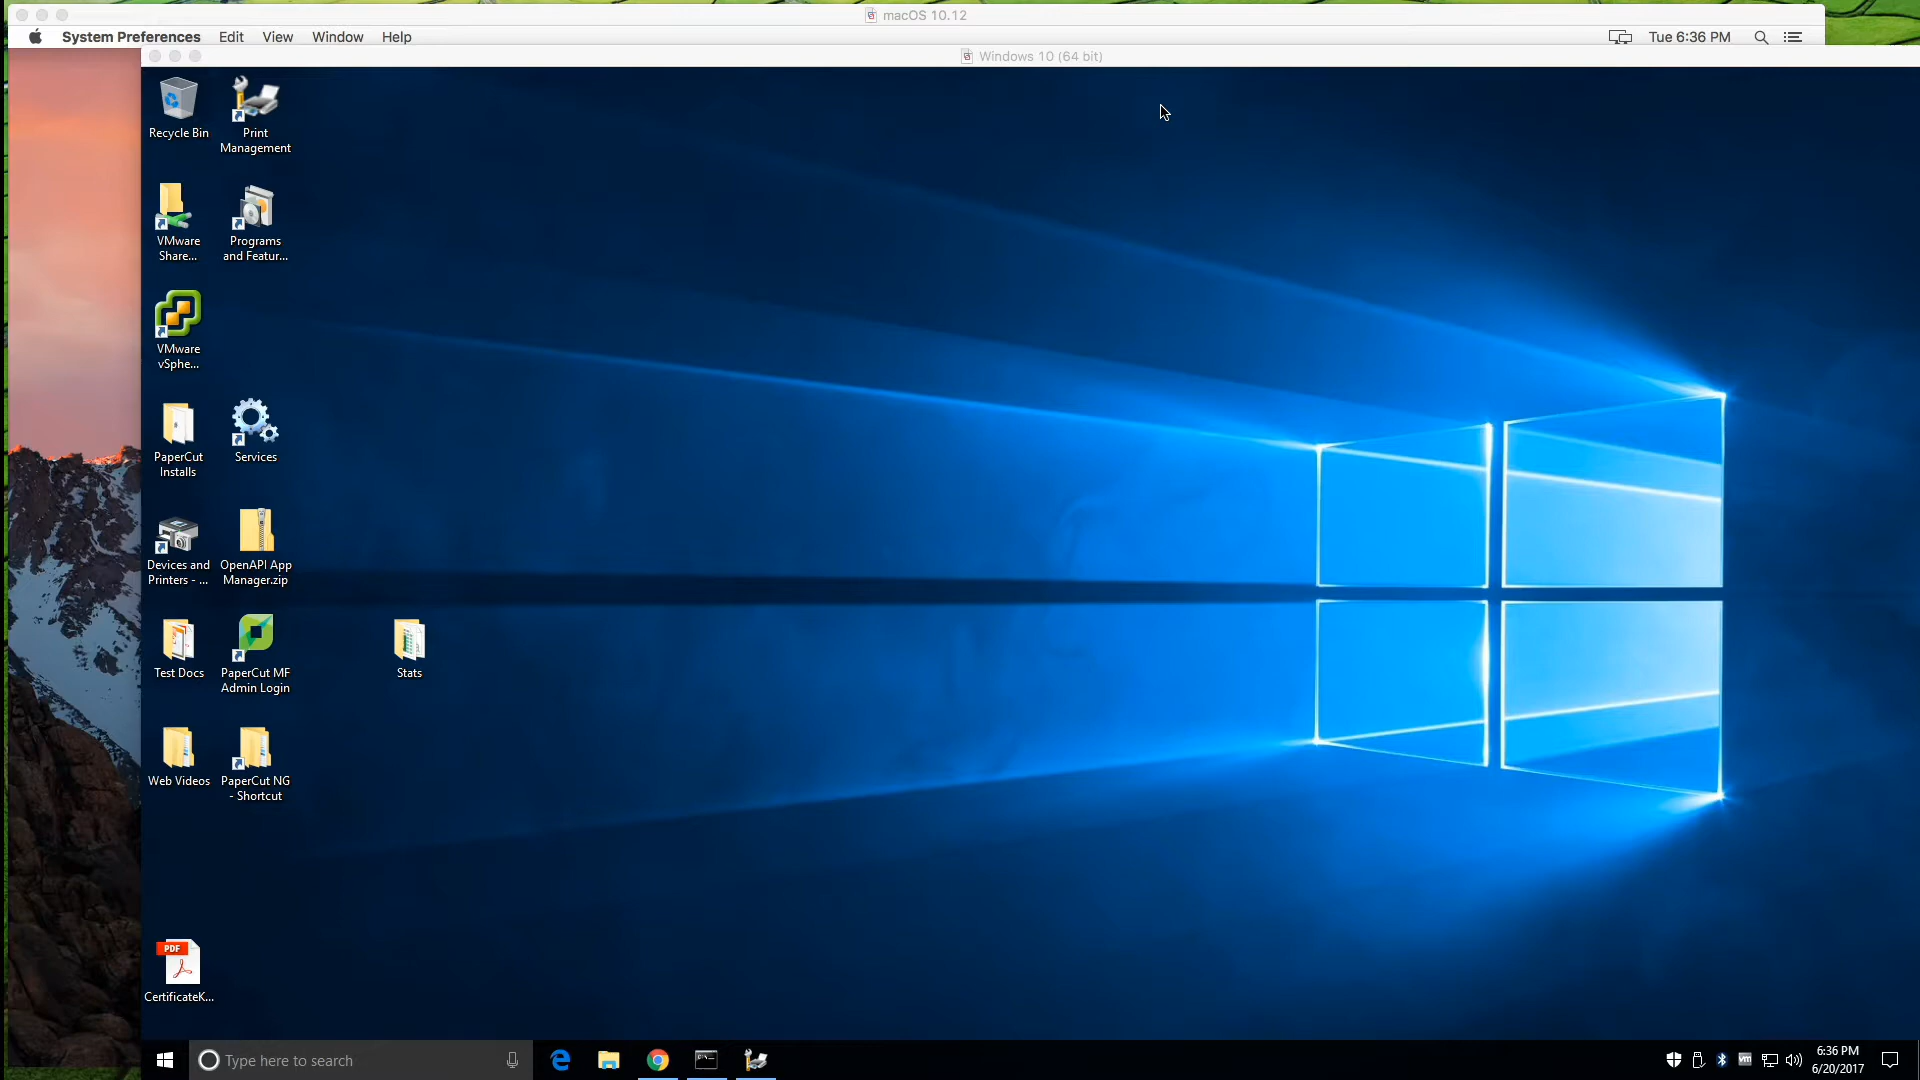 macOS 10.12
System Preferences Edit View Window Help
Tue 6:36 PM
Windows 10 (64 bit)
Recycle Bin
Print
Management
VMware
Share...
Programs
and Featur...
VMware
vSphe...
PaperCut
Installs
Services
Devices and
Printers - ...
OpenAPI App
Manager.zip
Test Docs
PaperCut MF
Admin Login
Stats
Web Videos
PaperCut NG
- Shortcut
PDF
CertificateK...
Type here to search
vm
6:36 PM
6/20/2017